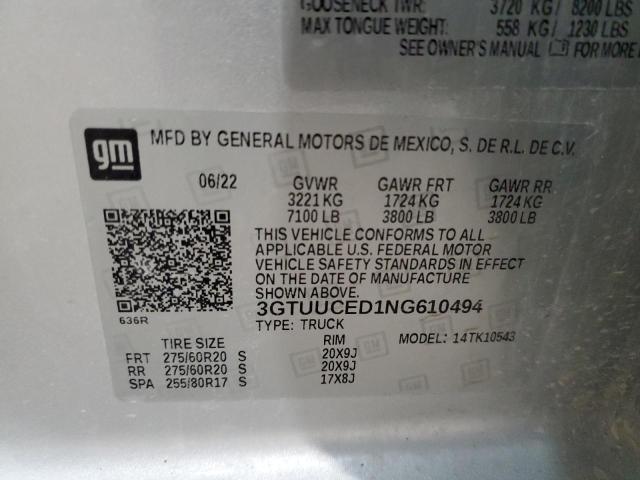 GOOSENECK TWR: 3720 KG/ 8200 LBS
MAX TONGUE WEIGHT: 558 KG/ 1230 LBS
SEE OWNER'S MANUAL FOR MORE
gm
MFD BY GENERAL MOTORS DE MEXICO, S. DE R.L. DE C.V.
06/22 GVWR GAWR FRT GAWR RR
3221 KG 1724 KG 1724 KG
7100 LB 3800 LB 3800 LB
THIS VEHICLE CONFORMS TO ALL
APPLICABLE U.S. FEDERAL MOTOR
VEHICLE SAFETY STANDARDS IN EFFECT
ON THE DATE OF MANUFACTURE
SHOWN ABOVE.
3GTUUCED1NG610494
636R
TYPE: TRUCK
TIRE SIZE RIM MODEL: 14TK10543
FRT 275/60R20 S 20X9J
RR 275/60R20 S 20X9J
SPA 255/80R17 S 17X8J